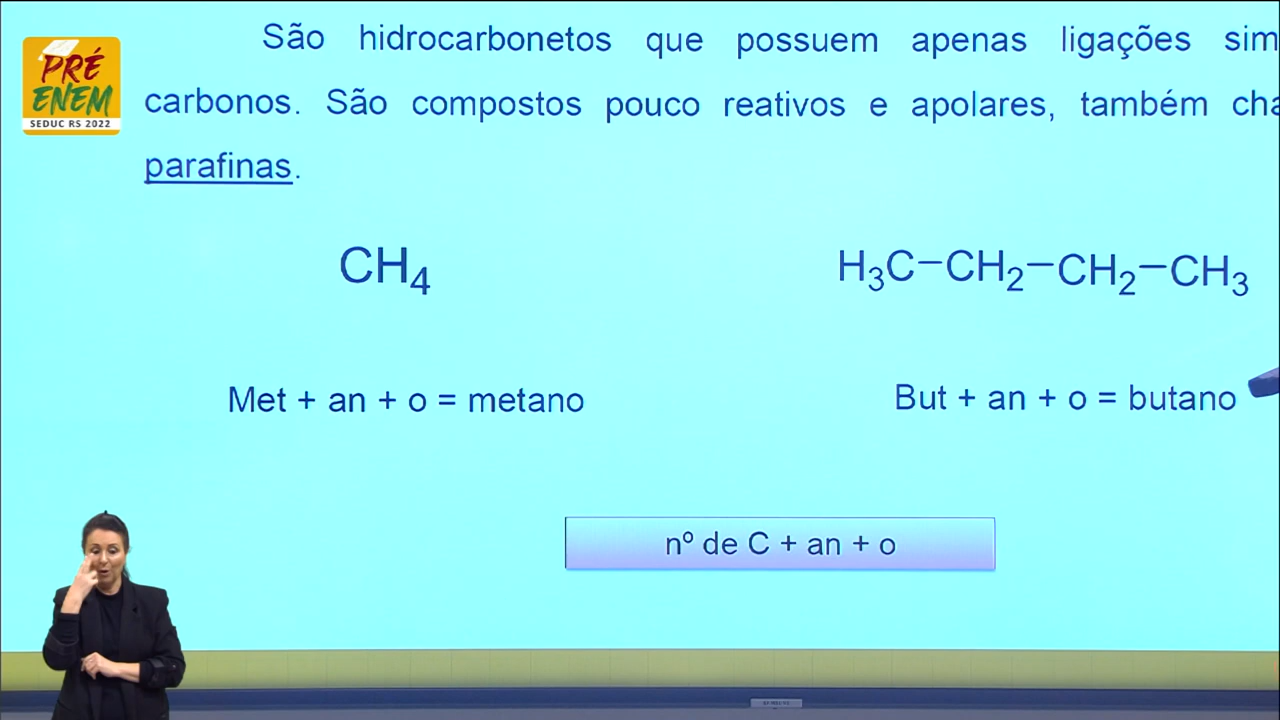 PRÉ
ENEM
SEDUC RS 2022
São hidrocarbonetos que possuem apenas ligações sim
carbonos. São compostos pouco reativos e apolares, também cha
parafinas.
CH₄
H₃C–CH₂–CH₂–CH₃
Met + an + o = metano
But + an + o = butano
nº de C + an + o